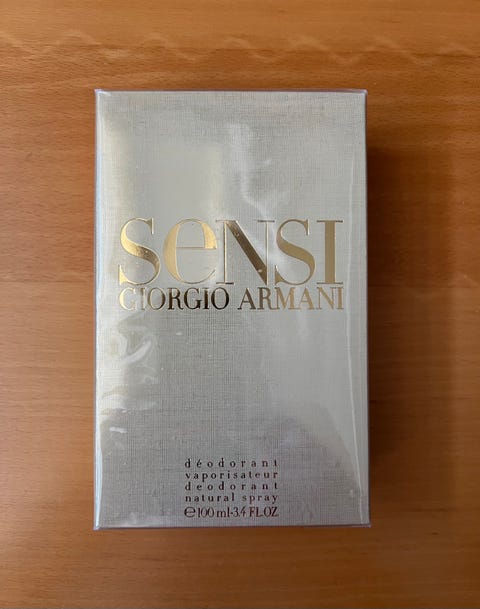 SeNSI
GIORGIO ARMANI
déodorant
vaporisateur
deodorant
natural spray
℮100 ml-3.4 FL.OZ